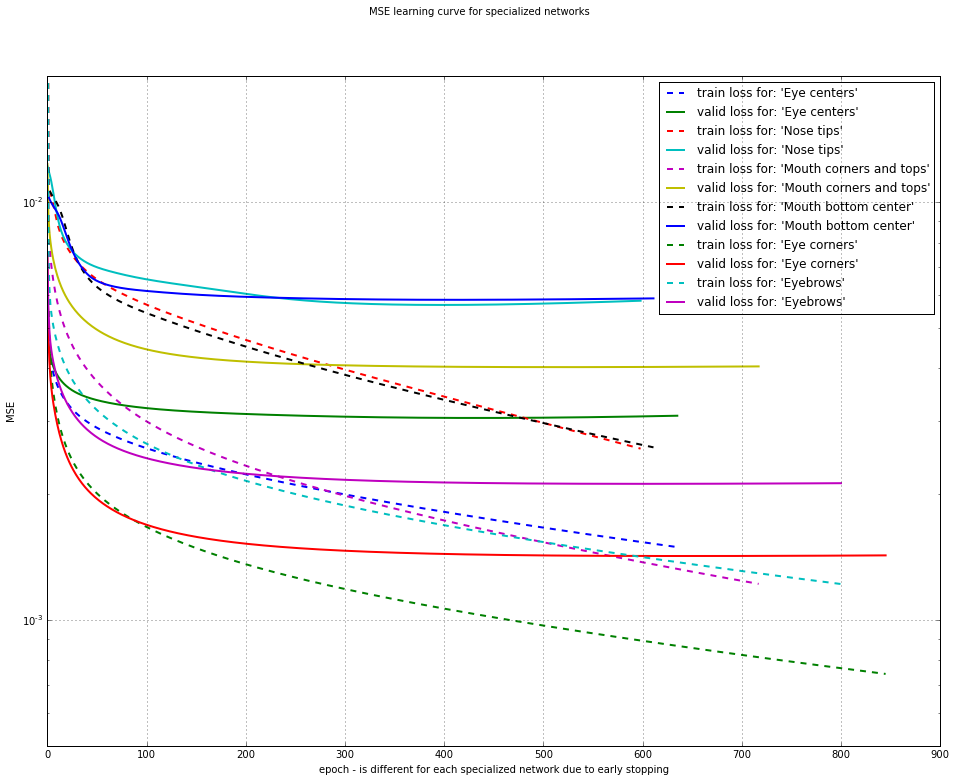 MSE learning curve for specialized networks
train loss for: 'Eye centers'
valid loss for: 'Eye centers'
train loss for: 'Nose tips'
valid loss for: 'Nose tips'
train loss for: 'Mouth corners and tops'
valid loss for: 'Mouth corners and tops'
train loss for: 'Mouth bottom center'
valid loss for: 'Mouth bottom center'
train loss for: 'Eye corners'
valid loss for: 'Eye corners'
train loss for: 'Eyebrows'
valid loss for: 'Eyebrows'
10^-2
MSE
10^-3
0 100 200 300 400 500 600 700 800 900
epoch - is different for each specialized network due to early stopping